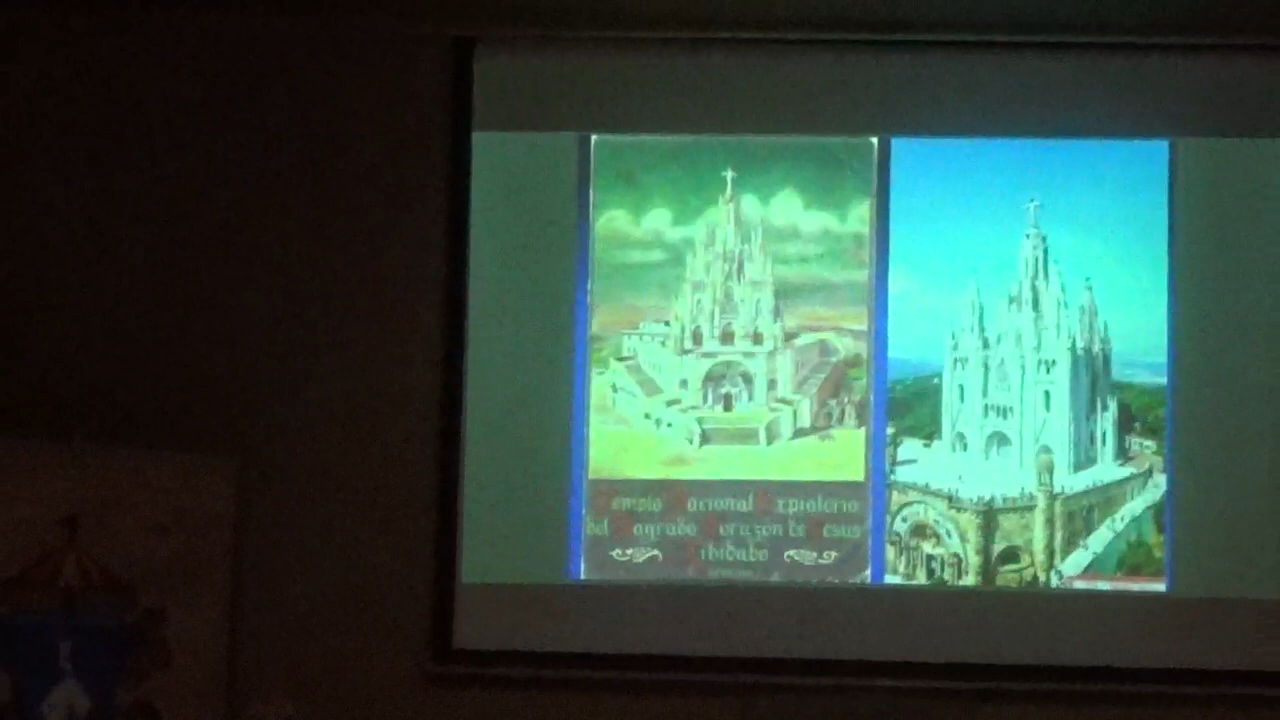 Templo Nacional Expiatorio
del Sagrado Corazon de Jesus
Tibidabo